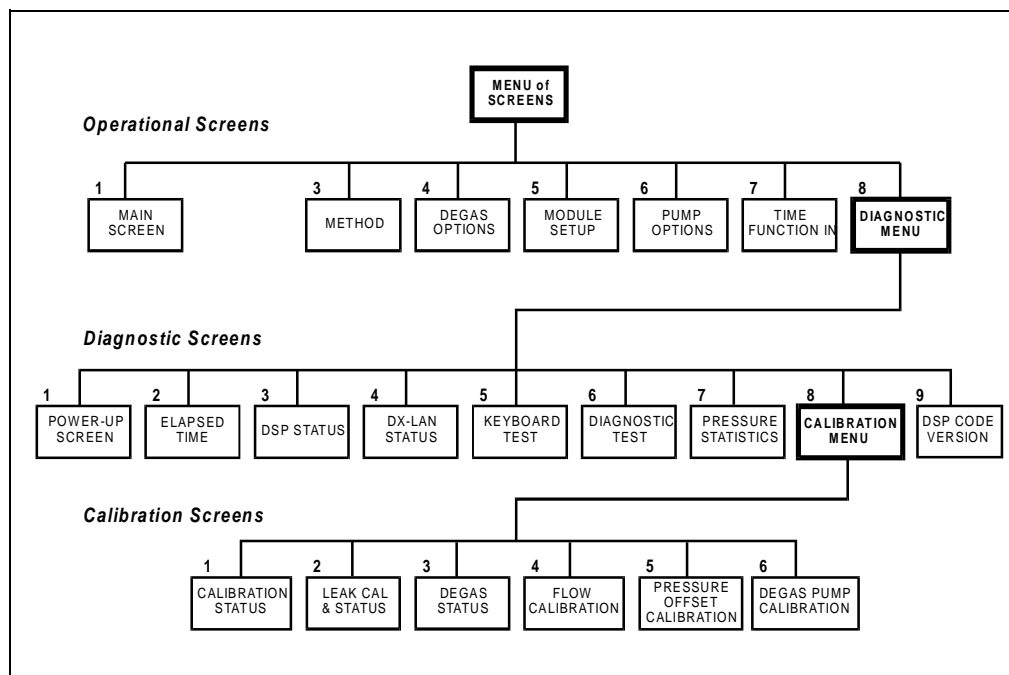 MENU of
SCREENS
Operational Screens
1
MAIN
SCREEN
3
METHOD
4
DEGAS
OPTIONS
5
MODULE
SETUP
6
PUMP
OPTIONS
7
TIME
FUNCTION IN
8
DIAGNOSTIC
MENU
Diagnostic Screens
1
POWER-UP
SCREEN
2
ELAPSED
TIME
3
DSP STATUS
4
DX-LAN
STATUS
5
KEYBOARD
TEST
6
DIAGNOSTIC
TEST
7
PRESSURE
STATISTICS
8
CALIBRATION
MENU
9
DSP CODE
VERSION
Calibration Screens
1
CALIBRATION
STATUS
2
LEAK CAL
& STATUS
3
DEGAS
STATUS
4
FLOW
CALIBRATION
5
PRESSURE
OFFSET
CALIBRATION
6
DEGAS PUMP
CALIBRATION